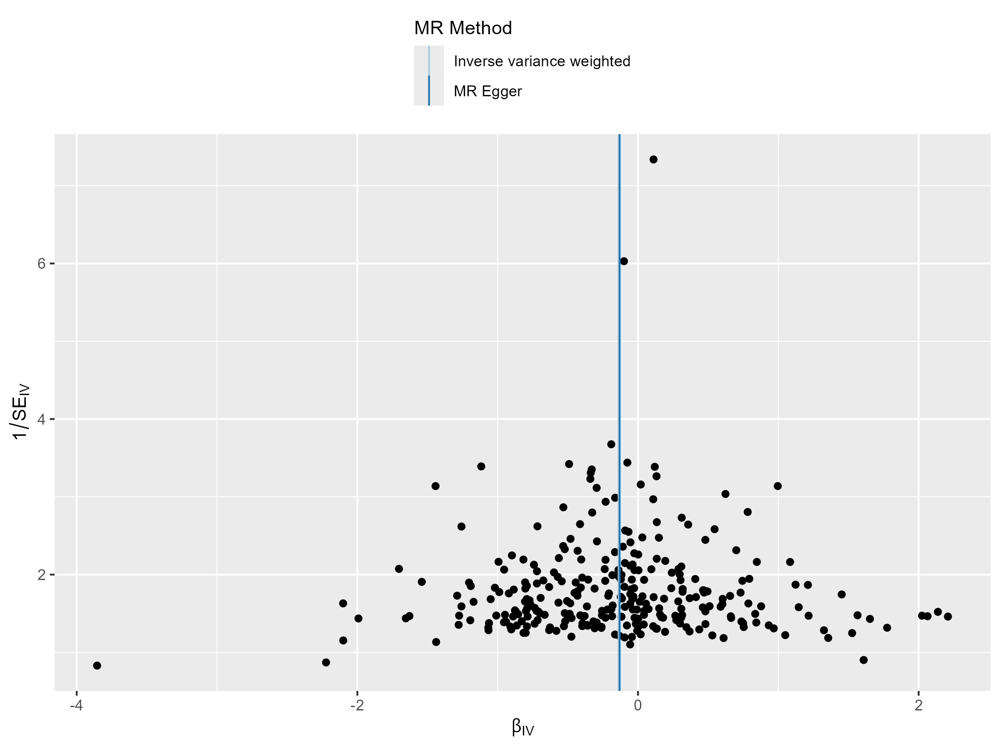 MR Method
Inverse variance weighted
MR Egger
6
4
2
1/SE_IV
-4
-2
0
2
β_IV